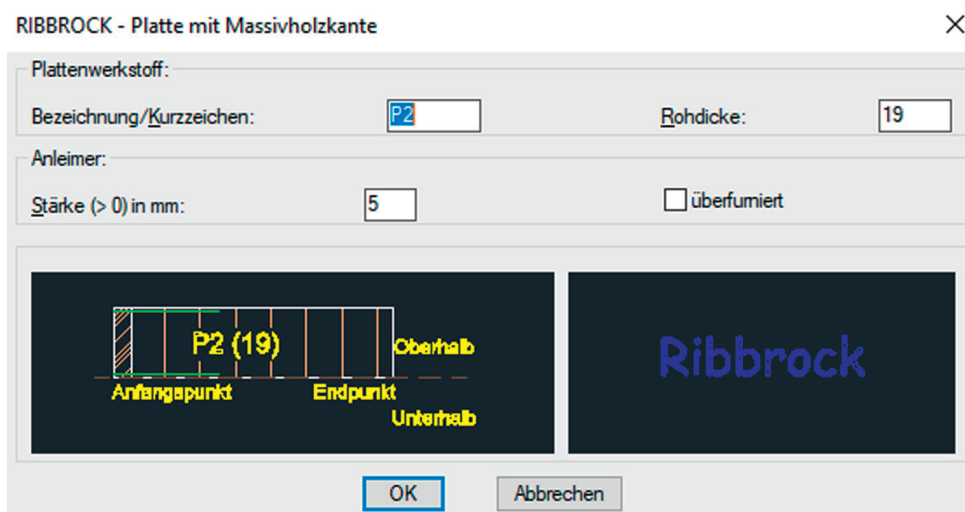 RIBBROCK - Platte mit Massivholzkante
Plattenwerkstoff:
Bezeichnung/Kurzzeichen: P2 Rohdicke: 19
Anleimer:
Stärke (> 0) in mm: 5 überfurniert
P2 (19)
Oberhalb
Anfangspunkt Endpunkt
Unterhalb
Ribbrock
OK Abbrechen